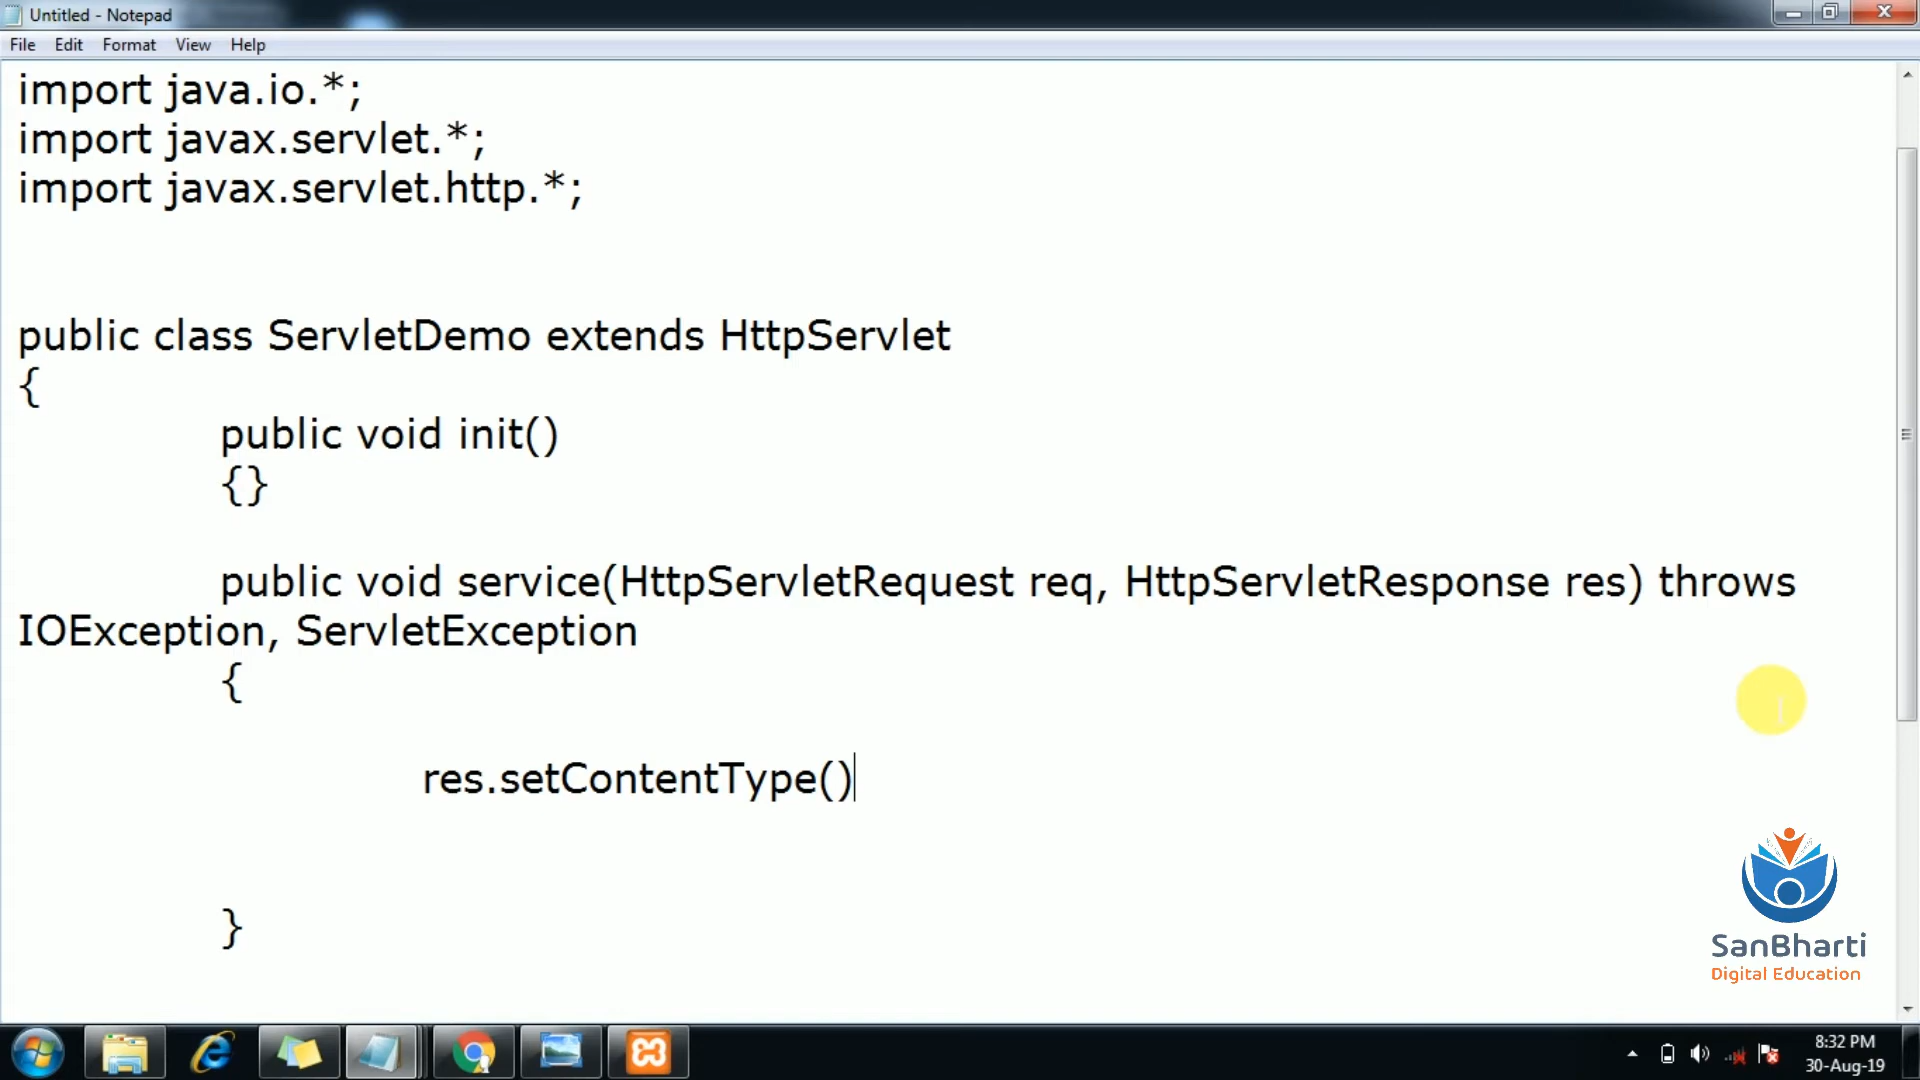 Untitled - Notepad
File Edit Format View Help
import java.io.*;
import javax.servlet.*;
import javax.servlet.http.*;
public class ServletDemo extends HttpServlet
{
public void init()
{}
public void service(HttpServletRequest req, HttpServletResponse res) throws
IOException, ServletException
{
res.setContentType()
}
SanBharti
Digital Education
8:32 PM
30-Aug-19